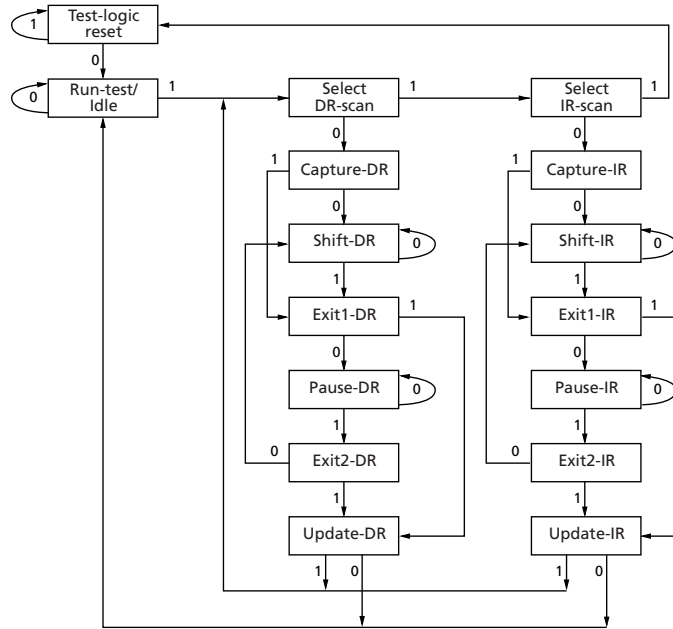 Test-logic
reset
1
0
Run-test/
Idle
0
1
Select
DR-scan
1
Select
IR-scan
1
0
0
1
Capture-DR
1
Capture-IR
0
0
Shift-DR
0
Shift-IR
0
1
1
Exit1-DR
1
Exit1-IR
1
0
0
Pause-DR
0
Pause-IR
0
1
1
0
Exit2-DR
0
Exit2-IR
1
1
Update-DR
Update-IR
1
0
1
0